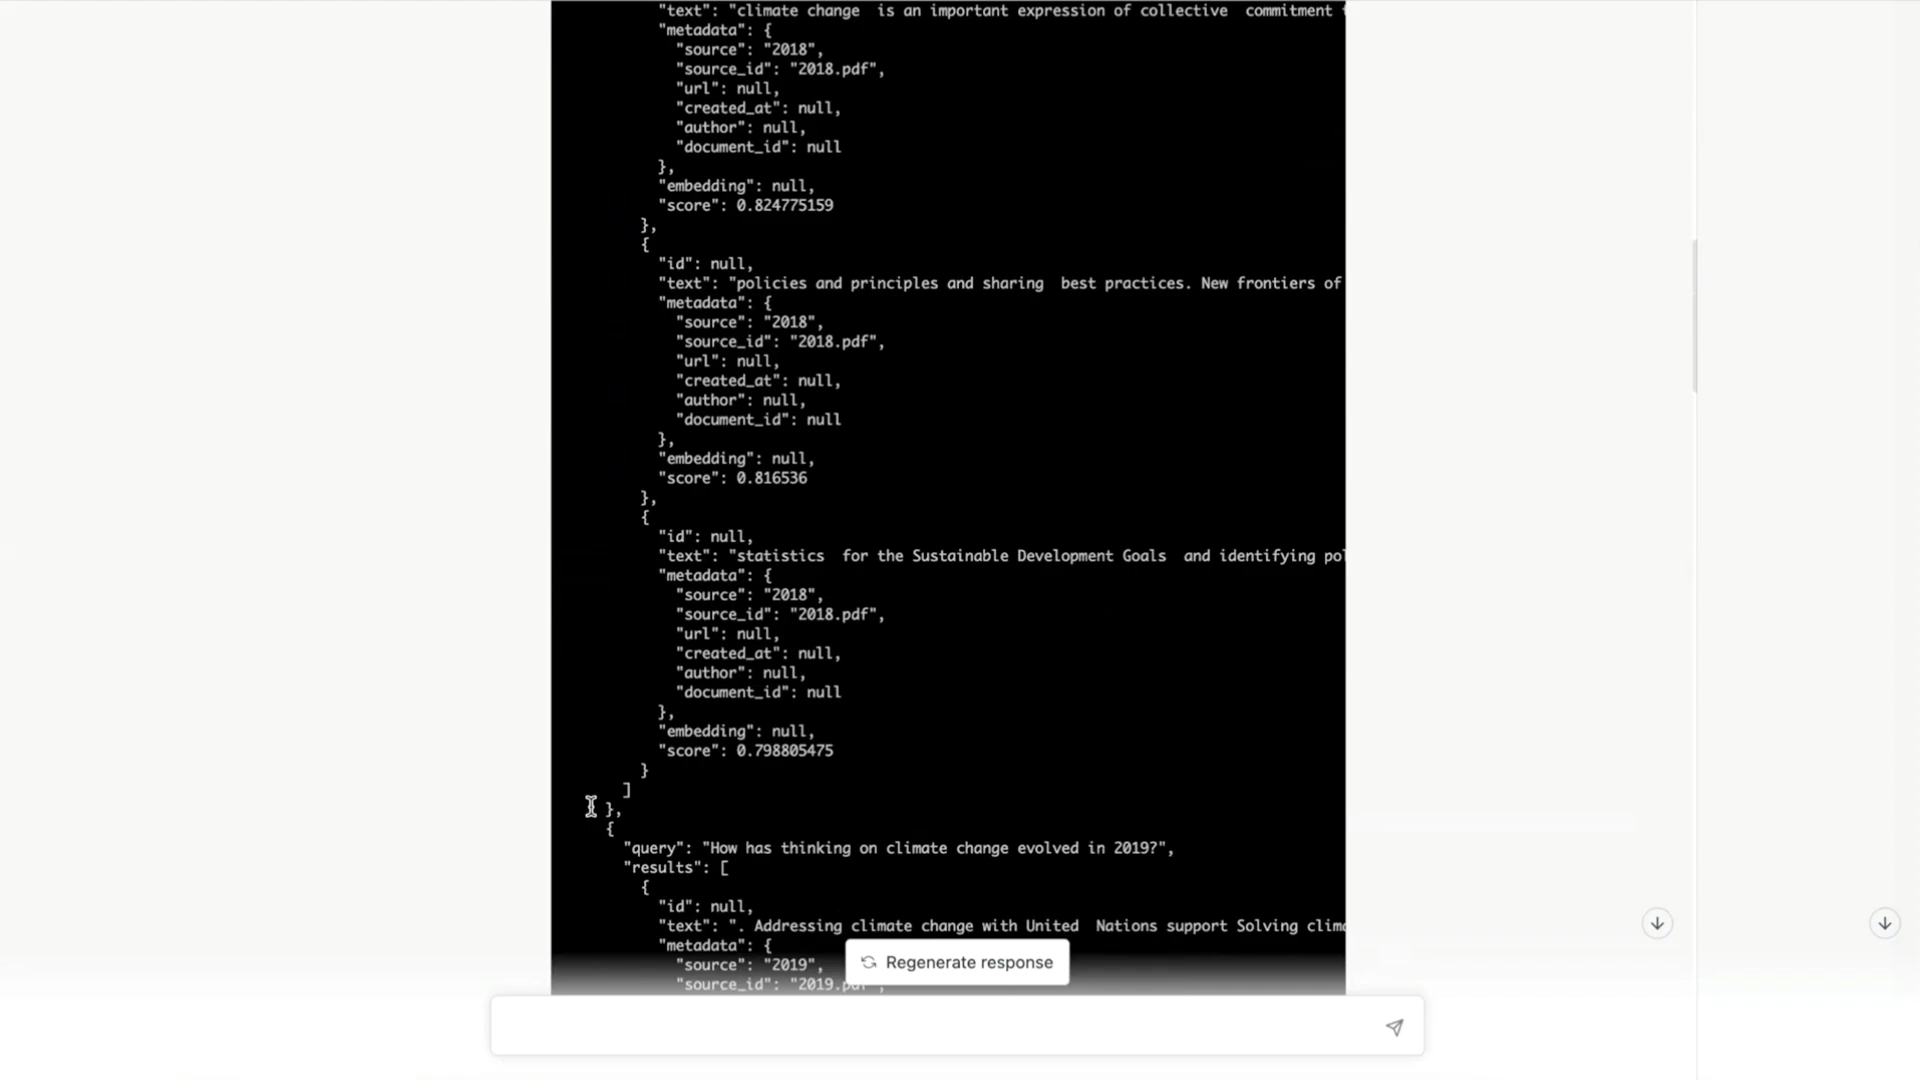 "text": "climate change  is an important expression of collective  commitment
"metadata": {
"source": "2018",
"source_id": "2018.pdf",
"url": null,
"created_at": null,
"author": null,
"document_id": null
},
"embedding": null,
"score": 0.824775159
},
{
"id": null,
"text": "policies and principles and sharing  best practices. New frontiers of
"metadata": {
"source": "2018",
"source_id": "2018.pdf",
"url": null,
"created_at": null,
"author": null,
"document_id": null
},
"embedding": null,
"score": 0.816536
},
{
"id": null,
"text": "statistics  for the Sustainable Development Goals  and identifying pol
"metadata": {
"source": "2018",
"source_id": "2018.pdf",
"url": null,
"created_at": null,
"author": null,
"document_id": null
},
"embedding": null,
"score": 0.798805475
}
]
},
{
"query": "How has thinking on climate change evolved in 2019?",
"results": [
{
"id": null,
"text": ". Addressing climate change with United  Nations support Solving clim
"metadata": {
"source": "2019",
"source_id": "2019.pdf",
Regenerate response